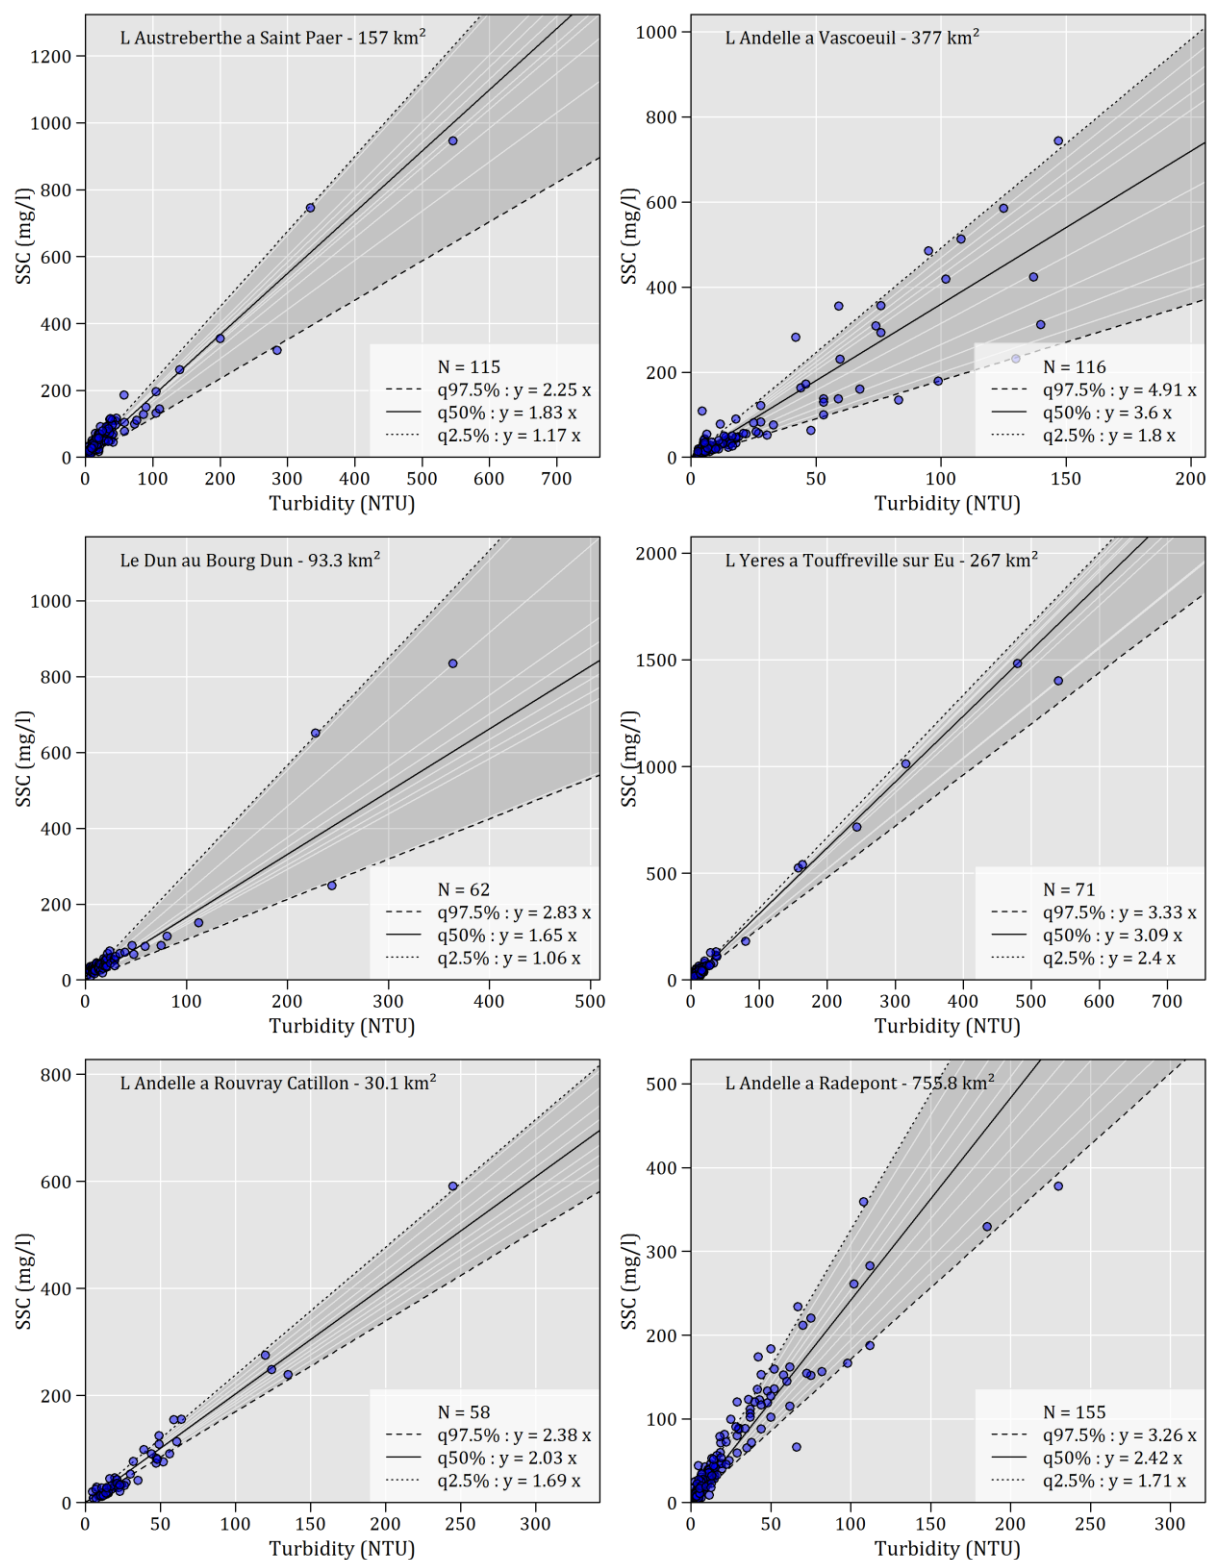 L Austreberthe a Saint Paer - 157 km²
1200
1000
800
600
400
200
0
SSC (mg/l)
N = 115
q97.5% : y = 2.25 x
q50% : y = 1.83 x
q2.5% : y = 1.17 x
0 100 200 300 400 500 600 700
Turbidity (NTU)
L Andelle a Vascoeuil - 377 km²
1000
800
600
400
200
0
SSC (mg/l)
N = 116
q97.5% : y = 4.91 x
q50% : y = 3.6 x
q2.5% : y = 1.8 x
0 50 100 150 200
Turbidity (NTU)
Le Dun au Bourg Dun - 93.3 km²
1000
800
600
400
200
0
SSC (mg/l)
N = 62
q97.5% : y = 2.83 x
q50% : y = 1.65 x
q2.5% : y = 1.06 x
0 100 200 300 400 500
Turbidity (NTU)
L Yeres a Touffreville sur Eu - 267 km²
2000
1500
1000
500
0
SSC (mg/l)
N = 71
q97.5% : y = 3.33 x
q50% : y = 3.09 x
q2.5% : y = 2.4 x
0 100 200 300 400 500 600 700
Turbidity (NTU)
L Andelle a Rouvray Catillon - 30.1 km²
800
600
400
200
0
SSC (mg/l)
N = 58
q97.5% : y = 2.38 x
q50% : y = 2.03 x
q2.5% : y = 1.69 x
0 50 100 150 200 250 300
Turbidity (NTU)
L Andelle a Radepont - 755.8 km²
500
400
300
200
100
0
SSC (mg/l)
N = 155
q97.5% : y = 3.26 x
q50% : y = 2.42 x
q2.5% : y = 1.71 x
0 50 100 150 200 250 300
Turbidity (NTU)